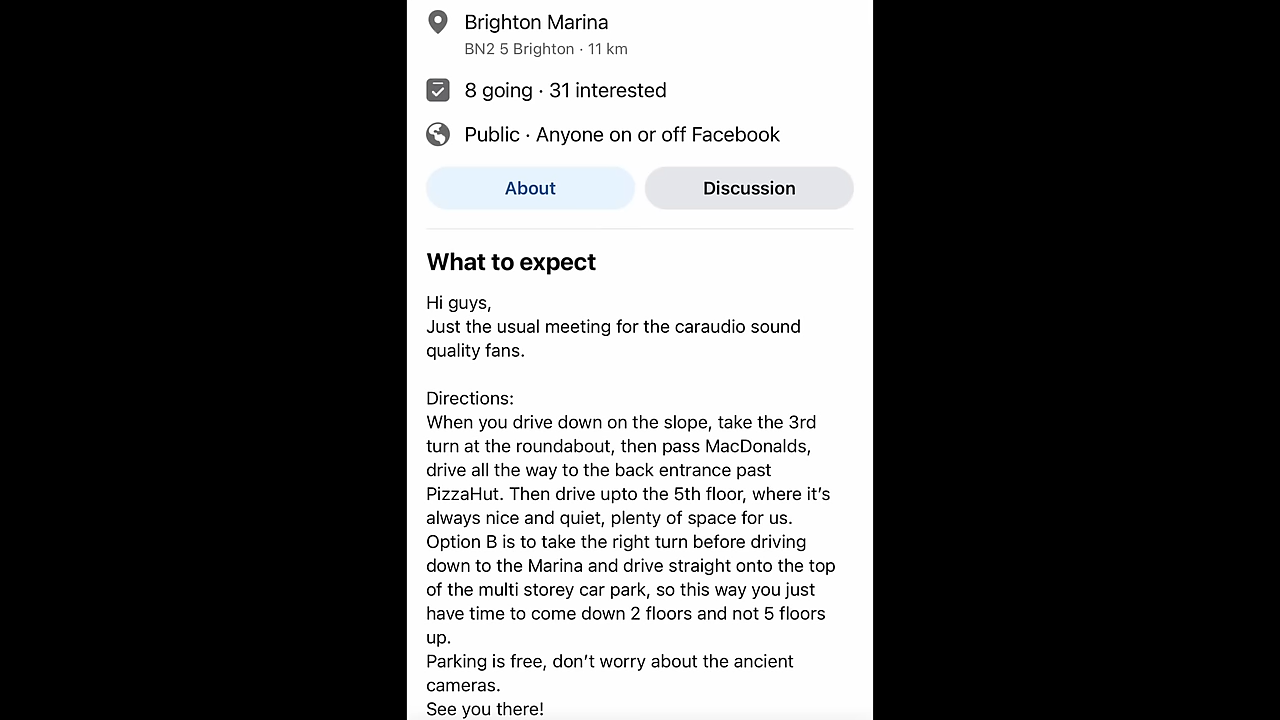 Brighton Marina
BN2 5 Brighton · 11 km
8 going · 31 interested
Public · Anyone on or off Facebook
About
Discussion
What to expect
Hi guys,
Just the usual meeting for the caraudio sound
quality fans.
Directions:
When you drive down on the slope, take the 3rd
turn at the roundabout, then pass MacDonalds,
drive all the way to the back entrance past
PizzaHut. Then drive upto the 5th floor, where it’s
always nice and quiet, plenty of space for us.
Option B is to take the right turn before driving
down to the Marina and drive straight onto the top
of the multi storey car park, so this way you just
have time to come down 2 floors and not 5 floors
up.
Parking is free, don’t worry about the ancient
cameras.
See you there!